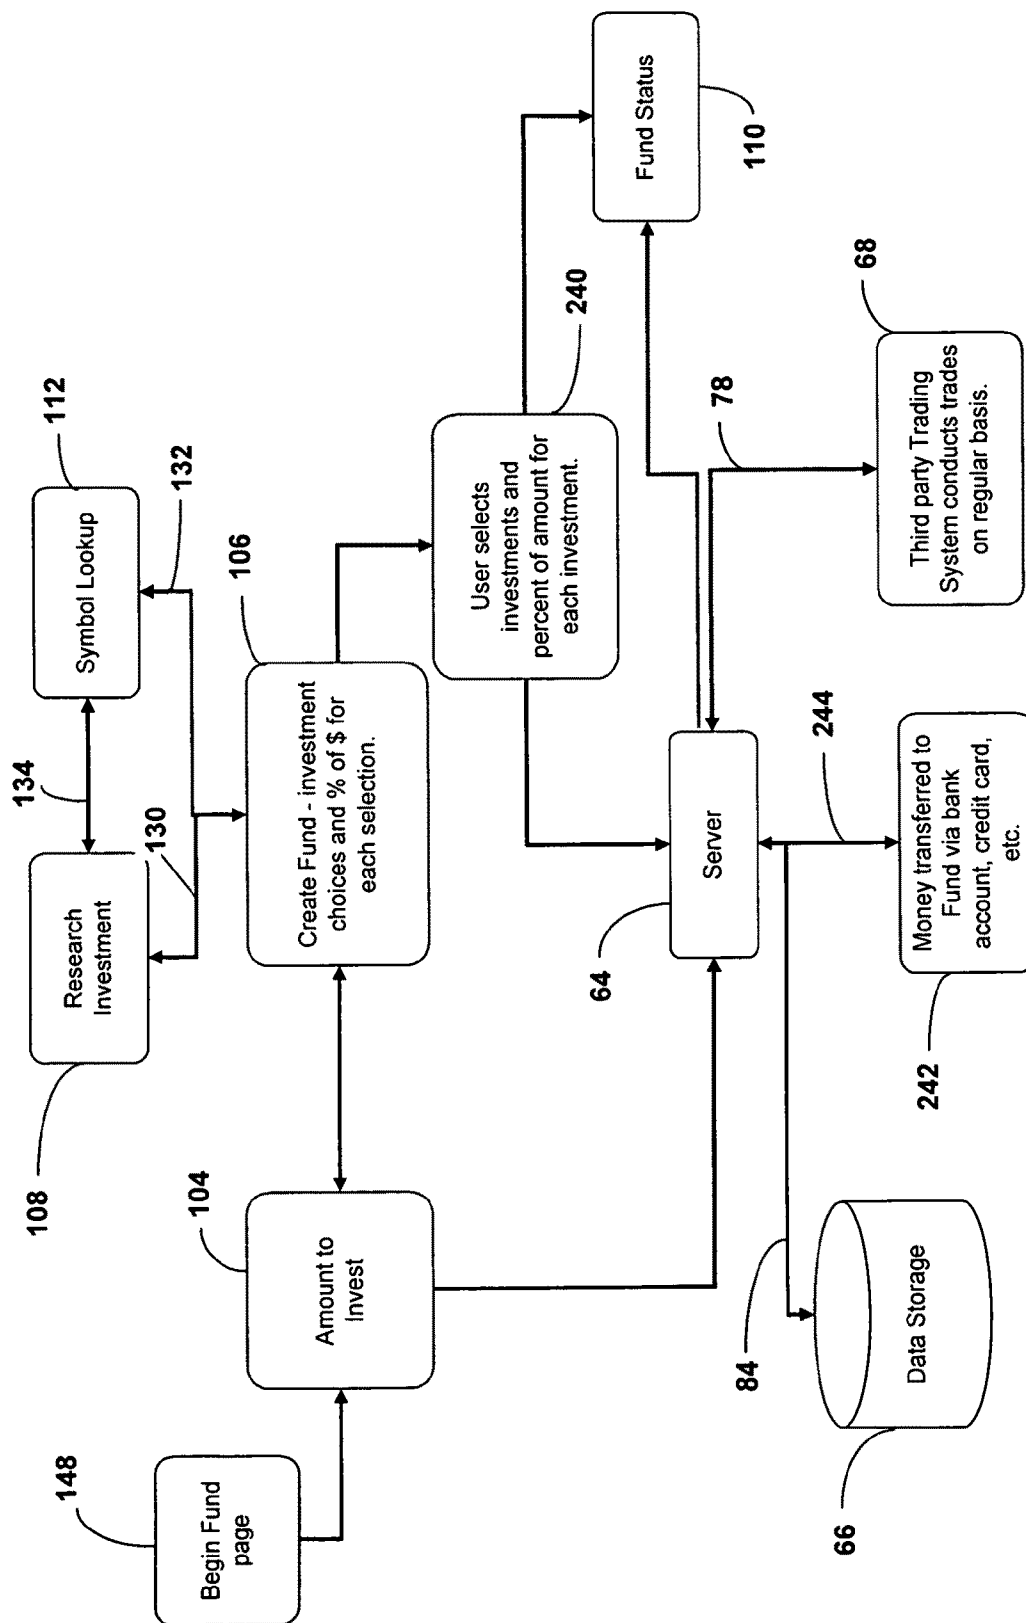 148
Begin Fund
page
104
Amount to
Invest
108
Research
Investment
134
130
112
Symbol Lookup
132
106
Create Fund - investment
choices and % of $ for
each selection.
240
User selects
investments and
percent of amount for
each investment.
110
Fund Status
64
Server
78
68
Third party Trading
System conducts trades
on regular basis.
244
242
Money transferred to
Fund via bank
account, credit card,
etc.
84
66
Data Storage